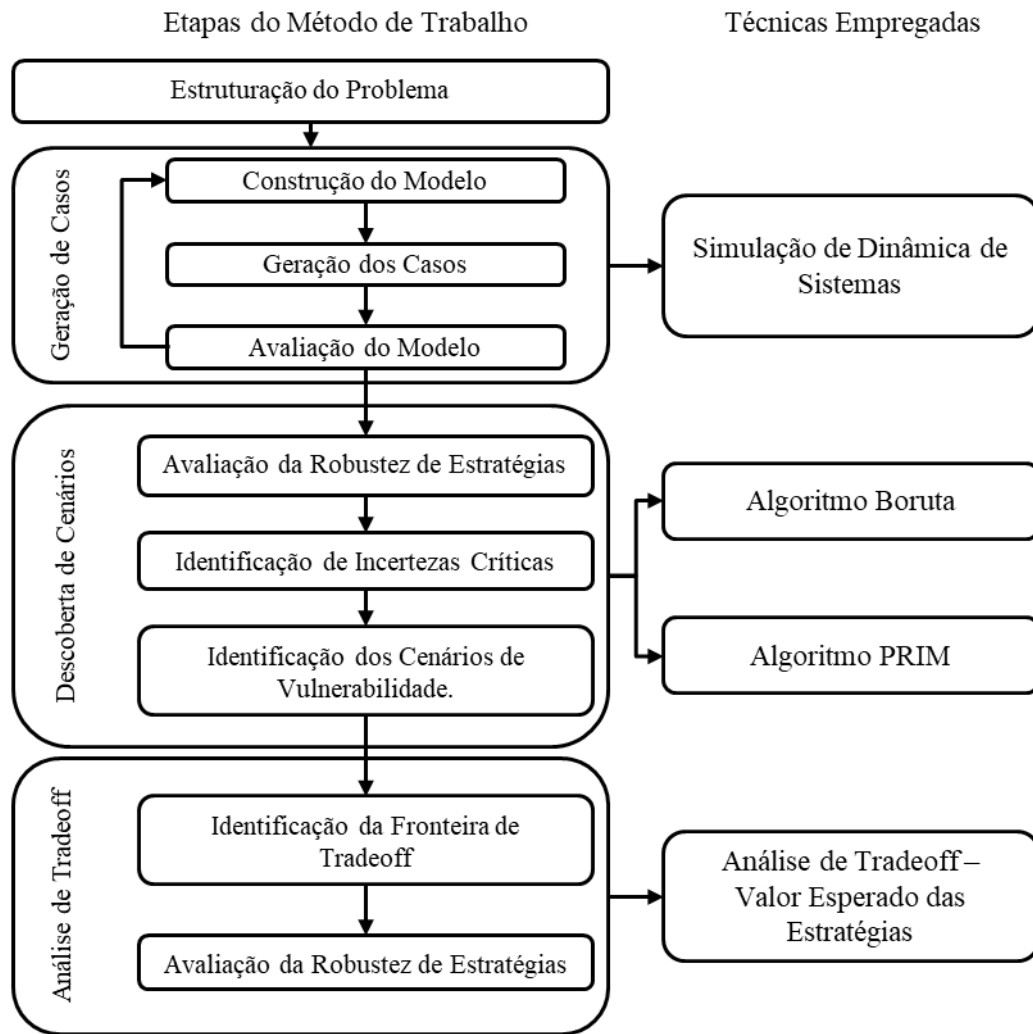 Etapas do Método de Trabalho
Técnicas Empregadas
Estruturação do Problema
Geração de Casos
Construção do Modelo
Geração dos Casos
Avaliação do Modelo
Simulação de Dinâmica de
Sistemas
Descoberta de Cenários
Avaliação da Robustez de Estratégias
Identificação de Incertezas Críticas
Identificação dos Cenários de
Vulnerabilidade.
Algoritmo Boruta
Algoritmo PRIM
Análise de Tradeoff
Identificação da Fronteira de
Tradeoff
Avaliação da Robustez de Estratégias
Análise de Tradeoff –
Valor Esperado das
Estratégias